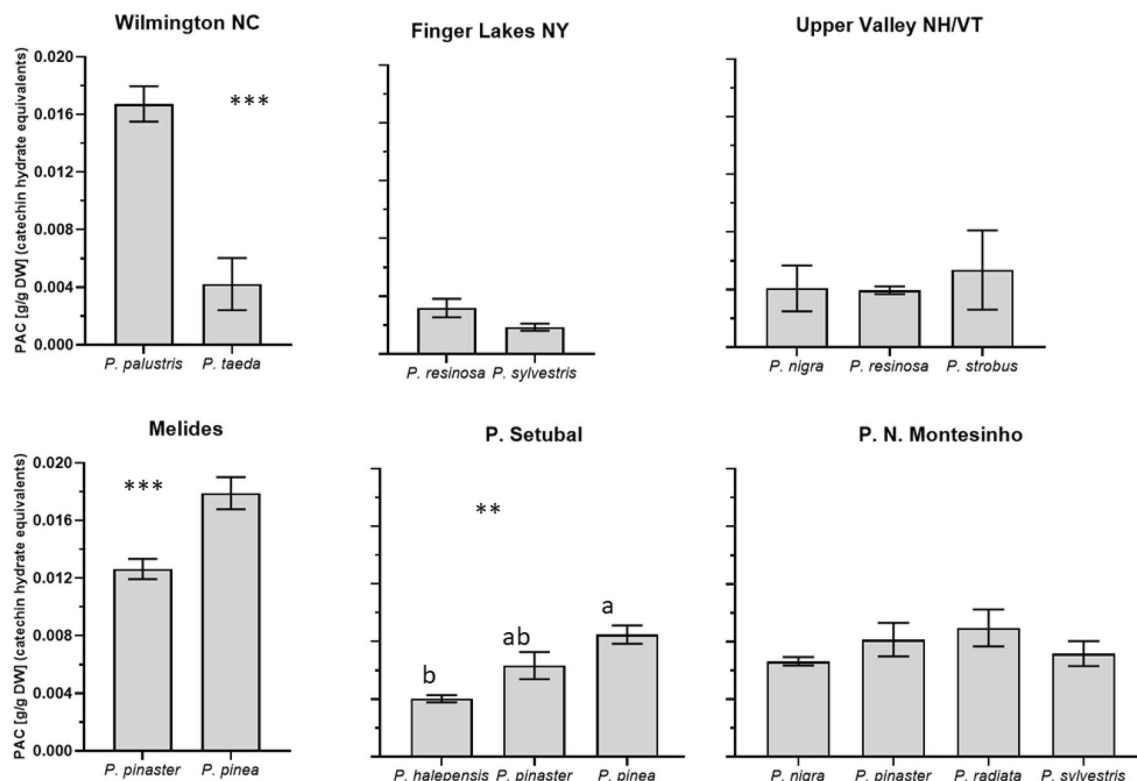 Wilmington NC
Finger Lakes NY
Upper Valley NH/VT
PAC [g/g DW] (catechin hydrate equivalents)
0.020
0.016
0.012
0.008
0.004
0.000
***
P. palustris P. taeda
P. resinosa P. sylvestris
P. nigra P. resinosa P. strobus
Melides
P. Setubal
P. N. Montesinho
PAC [g/g DW] (catechin hydrate equivalents)
0.020
0.016
0.012
0.008
0.004
0.000
***
**
b
ab
a
P. pinaster P. pinea
P. halepensis P. pinaster P. pinea
P. nigra P. pinaster P. radiata P. sylvestris